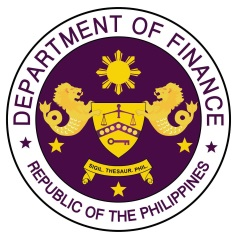 DEPARTMENT OF FINANCE
SIGIL. THESAUR. PHIL.
REPUBLIC OF THE PHILIPPINES